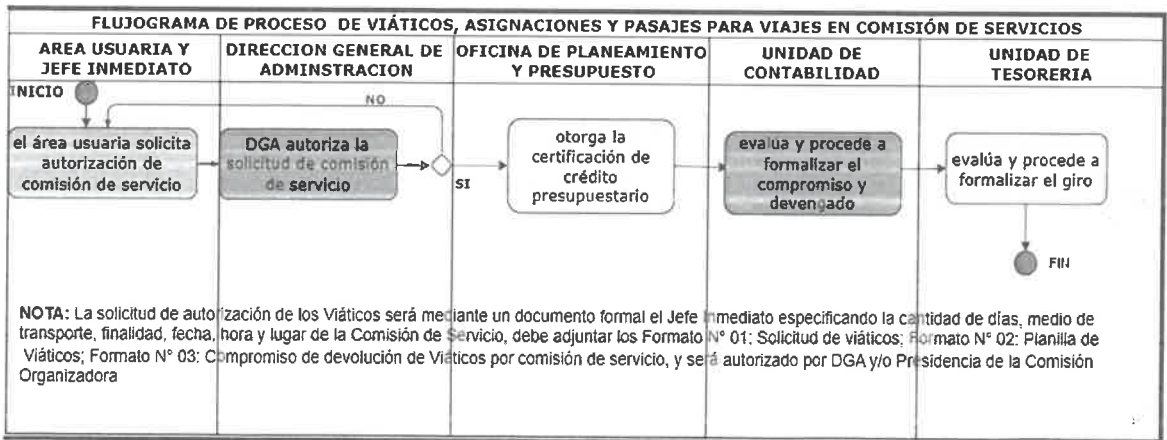 FLUJOGRAMA DE PROCESO DE VIÁTICOS, ASIGNACIONES Y PASAJES PARA VIAJES EN COMISIÓN DE SERVICIOS
AREA USUARIA Y
JEFE INMEDIATO
DIRECCION GENERAL DE
ADMINSTRACION
OFICINA DE PLANEAMIENTO
Y PRESUPUESTO
UNIDAD DE
CONTABILIDAD
UNIDAD DE
TESORERIA
INICIO
NO
el área usuaria solicita
autorización de
comisión de servicio
DGA autoriza la
solicitud de comisión
de servicio
SI
otorga la
certificación de
crédito
presupuestario
evalúa y procede a
formalizar el
compromiso y
devengado
evalúa y procede a
formalizar el giro
FIN
NOTA: La solicitud de autorización de los Viáticos será mediante un documento formal el Jefe Inmediato especificando la cantidad de días, medio de
transporte, finalidad, fecha, hora y lugar de la Comisión de Servicio, debe adjuntar los Formato N° 01: Solicitud de viáticos; Formato N° 02: Planilla de
Viáticos; Formato N° 03: Compromiso de devolución de Viáticos por comisión de servicio, y será autorizado por DGA y/o Presidencia de la Comisión
Organizadora